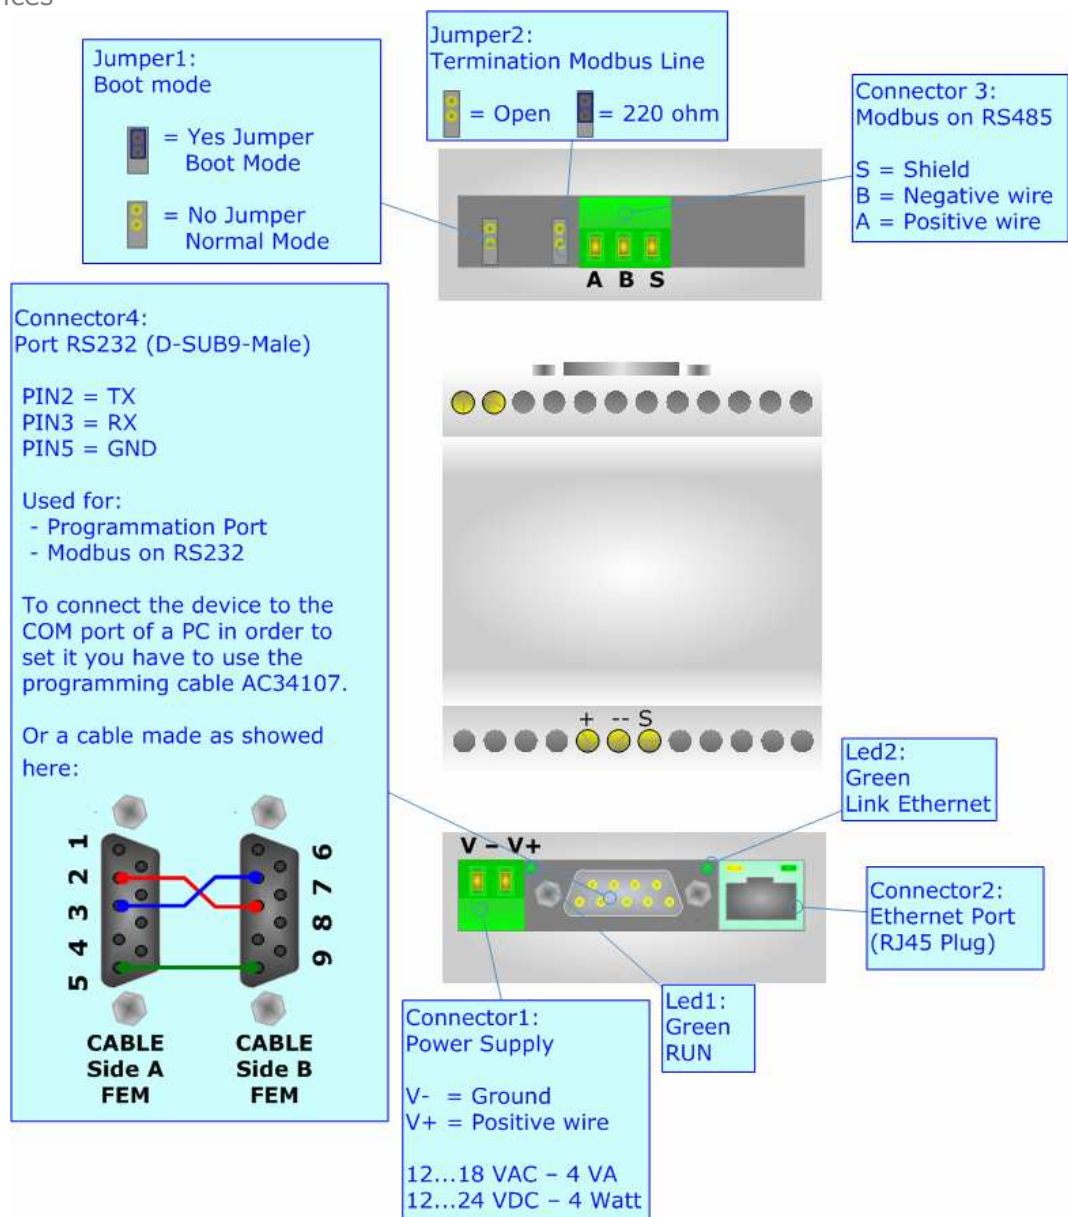 Jumper1:
Boot mode
= Yes Jumper
Boot Mode
= No Jumper
Normal Mode
Jumper2:
Termination Modbus Line
= Open = 220 ohm
Connector 3:
Modbus on RS485
S = Shield
B = Negative wire
A = Positive wire
A B S
Connector4:
Port RS232 (D-SUB9-Male)
PIN2 = TX
PIN3 = RX
PIN5 = GND
Used for:
- Programmation Port
- Modbus on RS232
To connect the device to the
COM port of a PC in order to
set it you have to use the
programming cable AC34107.
Or a cable made as showed
here:
1
2
3
4
5
6
7
8
9
CABLE
Side A
FEM
CABLE
Side B
FEM
+ -- S
Led2:
Green
Link Ethernet
V - V+
Connector2:
Ethernet Port
(RJ45 Plug)
Led1:
Green
RUN
Connector1:
Power Supply
V- = Ground
V+ = Positive wire
12...18 VAC – 4 VA
12...24 VDC – 4 Watt